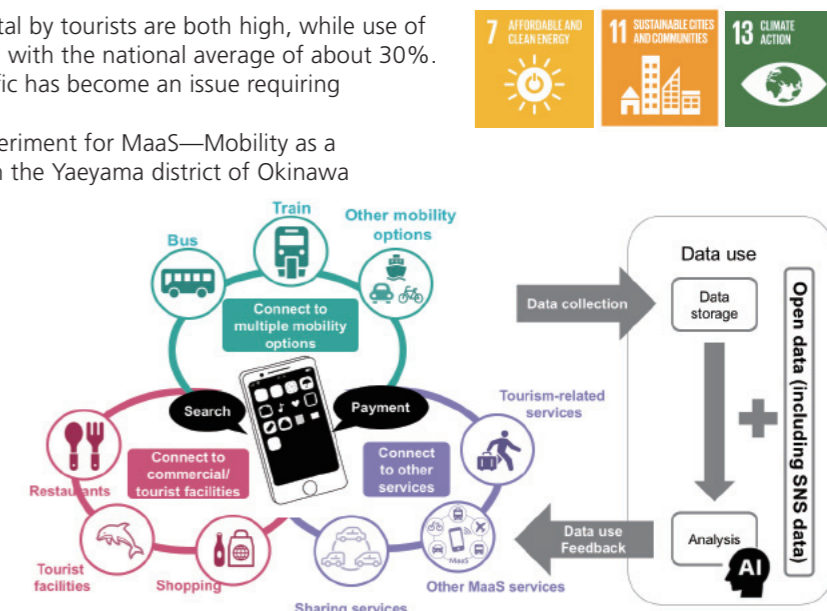 tal by tourists are both high, while use of
with the national average of about 30%.
fic has become an issue requiring
eriment for MaaS—Mobility as a
n the Yaeyama district of Okinawa
7 AFFORDABLE AND
CLEAN ENERGY
11 SUSTAINABLE CITIES
AND COMMUNITIES
13 CLIMATE
ACTION
Train
Bus
Other mobility
options
Connect to
multiple mobility
options
Search
Payment
Connect to
commercial/
tourist facilities
Connect
to other
services
Restaurants
Tourist
facilities
Shopping
Tourism-related
services
MaaS
Other MaaS services
Sharing services
Data collection
Data use
Data
storage
Open data (including SNS data)
Analysis
AI
Data use
Feedback